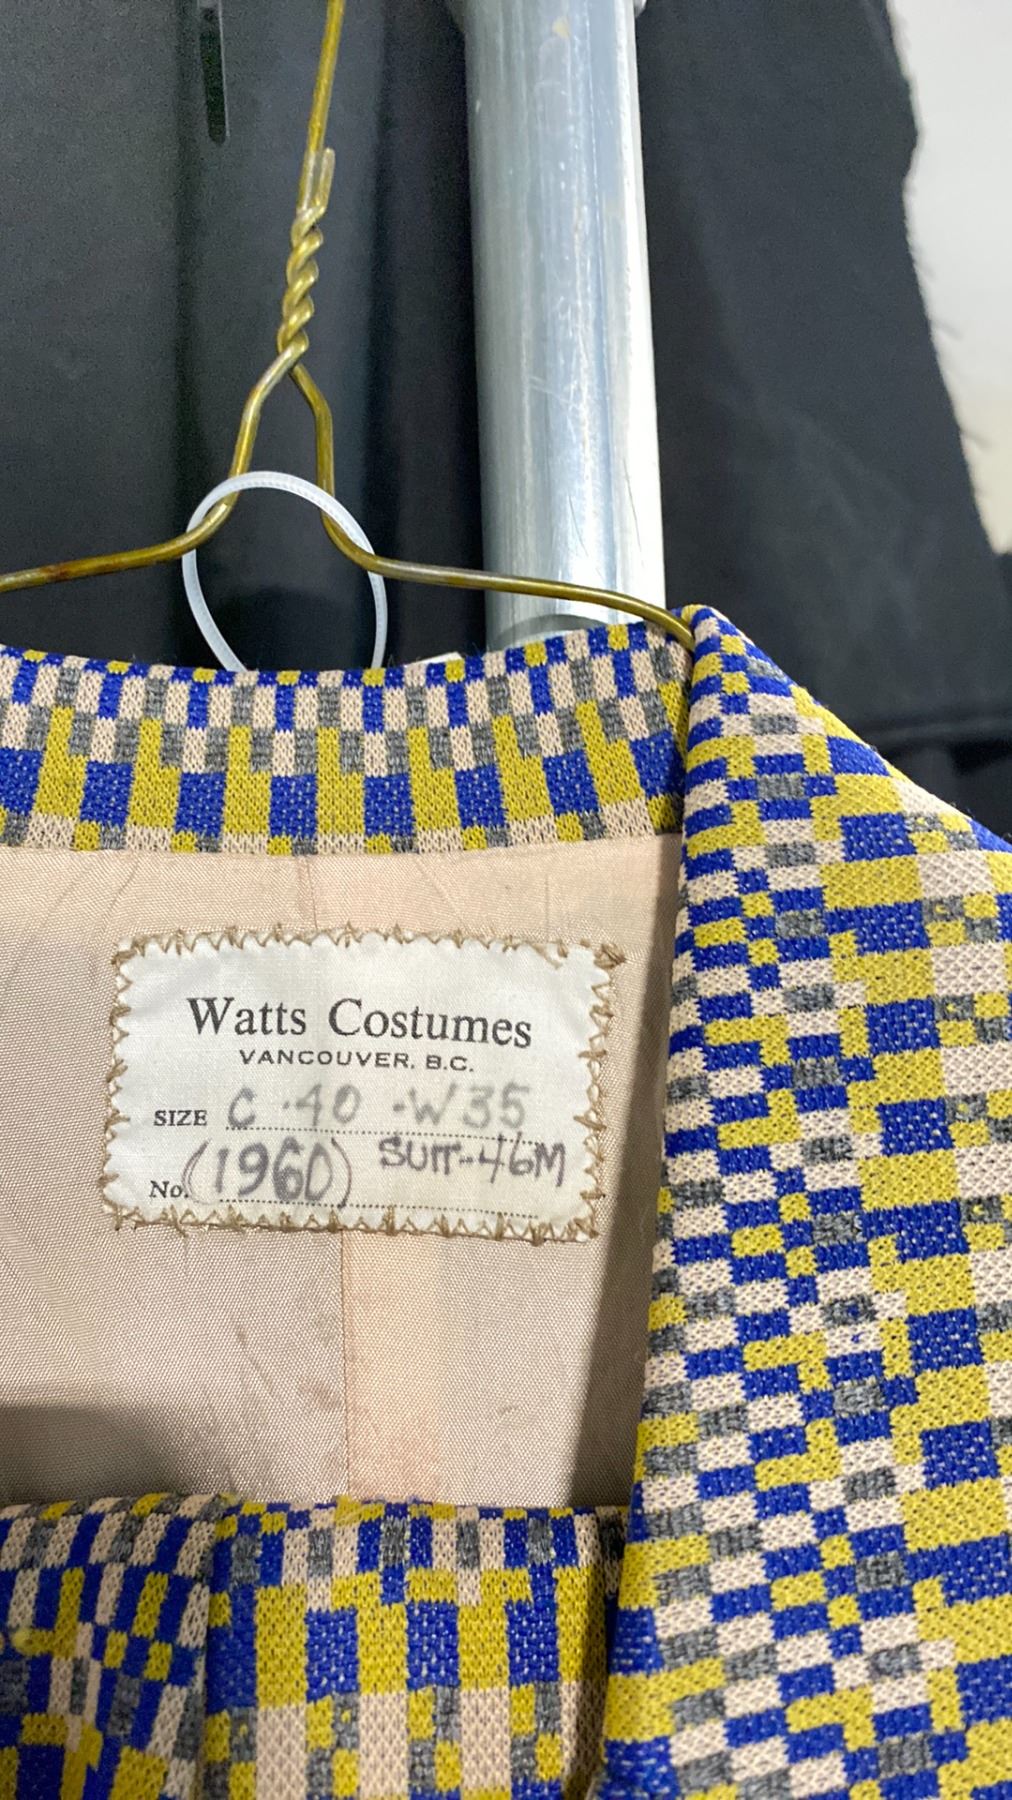 Watts Costumes
VANCOUVER, B.C.
SIZE C-40-W35
No. (1960) SUIT-46M